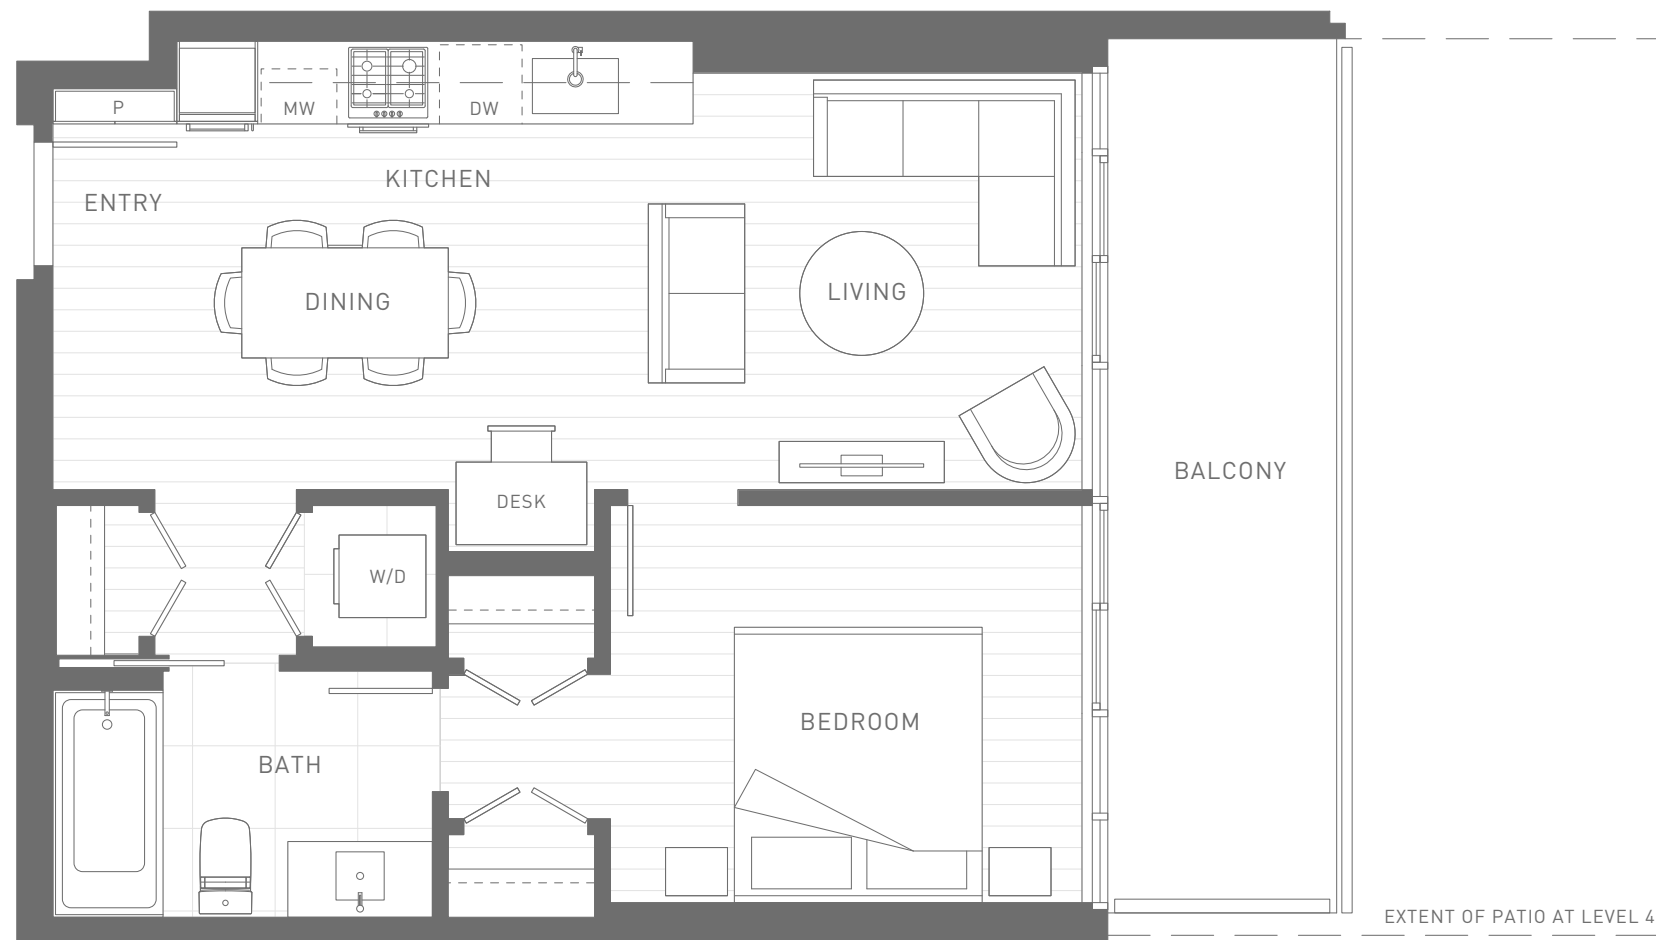 P
MW
DW
KITCHEN
ENTRY
LIVING
DINING
BALCONY
DESK
W/D
BEDROOM
BATH
EXTENT OF PATIO AT LEVEL 4